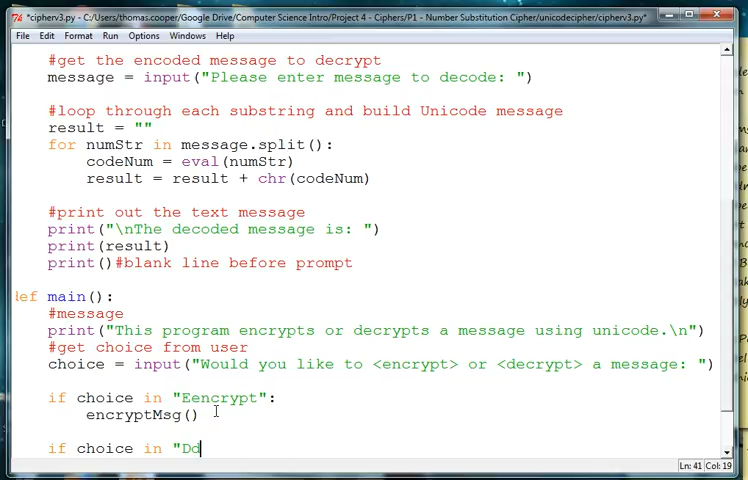 *cipherv3.py - C:/Users/thomas.cooper/Google Drive/Computer Science Intro/Project 4 - Ciphers/P1 - Number Substitution Cipher/unicodecipher/cipherv3.py*
File Edit Format Run Options Windows Help
#get the encoded message to decrypt
message = input("Please enter message to decode: ")
#loop through each substring and build Unicode message
result = ""
for numStr in message.split():
codeNum = eval(numStr)
result = result + chr(codeNum)
#print out the text message
print("\nThe decoded message is: ")
print(result)
print()#blank line before prompt
def main():
#message
print("This program encrypts or decrypts a message using unicode.\n")
#get choice from user
choice = input("Would you like to <encrypt> or <decrypt> a message: ")
if choice in "Eencrypt":
encryptMsg()
if choice in "Dd
Ln: 41 Col: 19